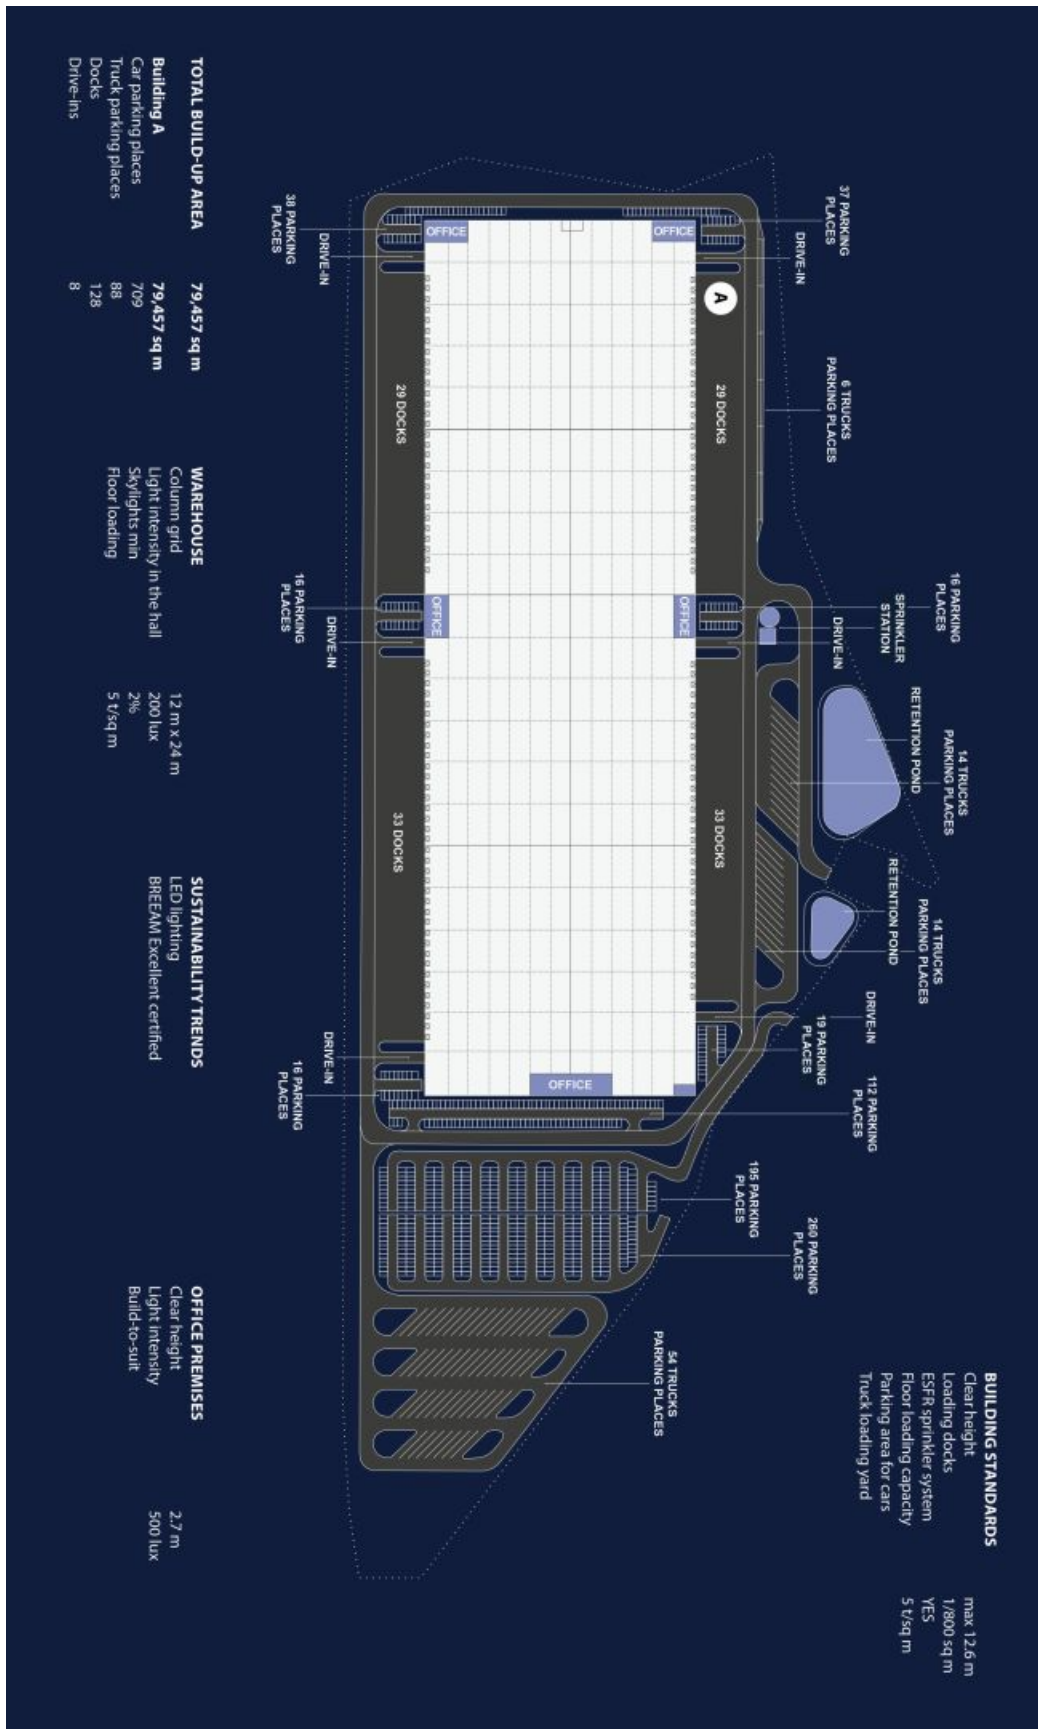 BUILDING STANDARDS
Clear height max 12.6 m
Loading docks 1/800 sq m
ESFR sprinkler system YES
Floor loading capacity 5 t/sq m
Parking area for cars
Truck loading yard
37 PARKING
PLACES
DRIVE-IN
6 TRUCKS
PARKING PLACES
16 PARKING
PLACES
SPRINKLER
STATION
DRIVE-IN
RETENTION POND
14 TRUCKS
PARKING PLACES
RETENTION POND
14 TRUCKS
PARKING PLACES
DRIVE-IN
19 PARKING
PLACES
112 PARKING
PLACES
195 PARKING
PLACES
260 PARKING
PLACES
54 TRUCKS
PARKING PLACES
A
29 DOCKS
33 DOCKS
OFFICE
OFFICE
OFFICE
OFFICE
OFFICE
29 DOCKS
33 DOCKS
38 PARKING
PLACES
DRIVE-IN
16 PARKING
PLACES
DRIVE-IN
DRIVE-IN
16 PARKING
PLACES
TOTAL BUILD-UP AREA 79,457 sq m
Building A 79,457 sq m
Car parking places 709
Truck parking places 88
Docks 128
Drive-ins 8
WAREHOUSE
Column grid 12 m x 24 m
Light intensity in the hall 200 lux
Skylights min 2%
Floor loading 5 t/sq m
SUSTAINABILITY TRENDS
LED lighting
BREEAM Excellent certified
OFFICE PREMISES
Clear height 2.7 m
Light intensity 500 lux
Build-to-suit